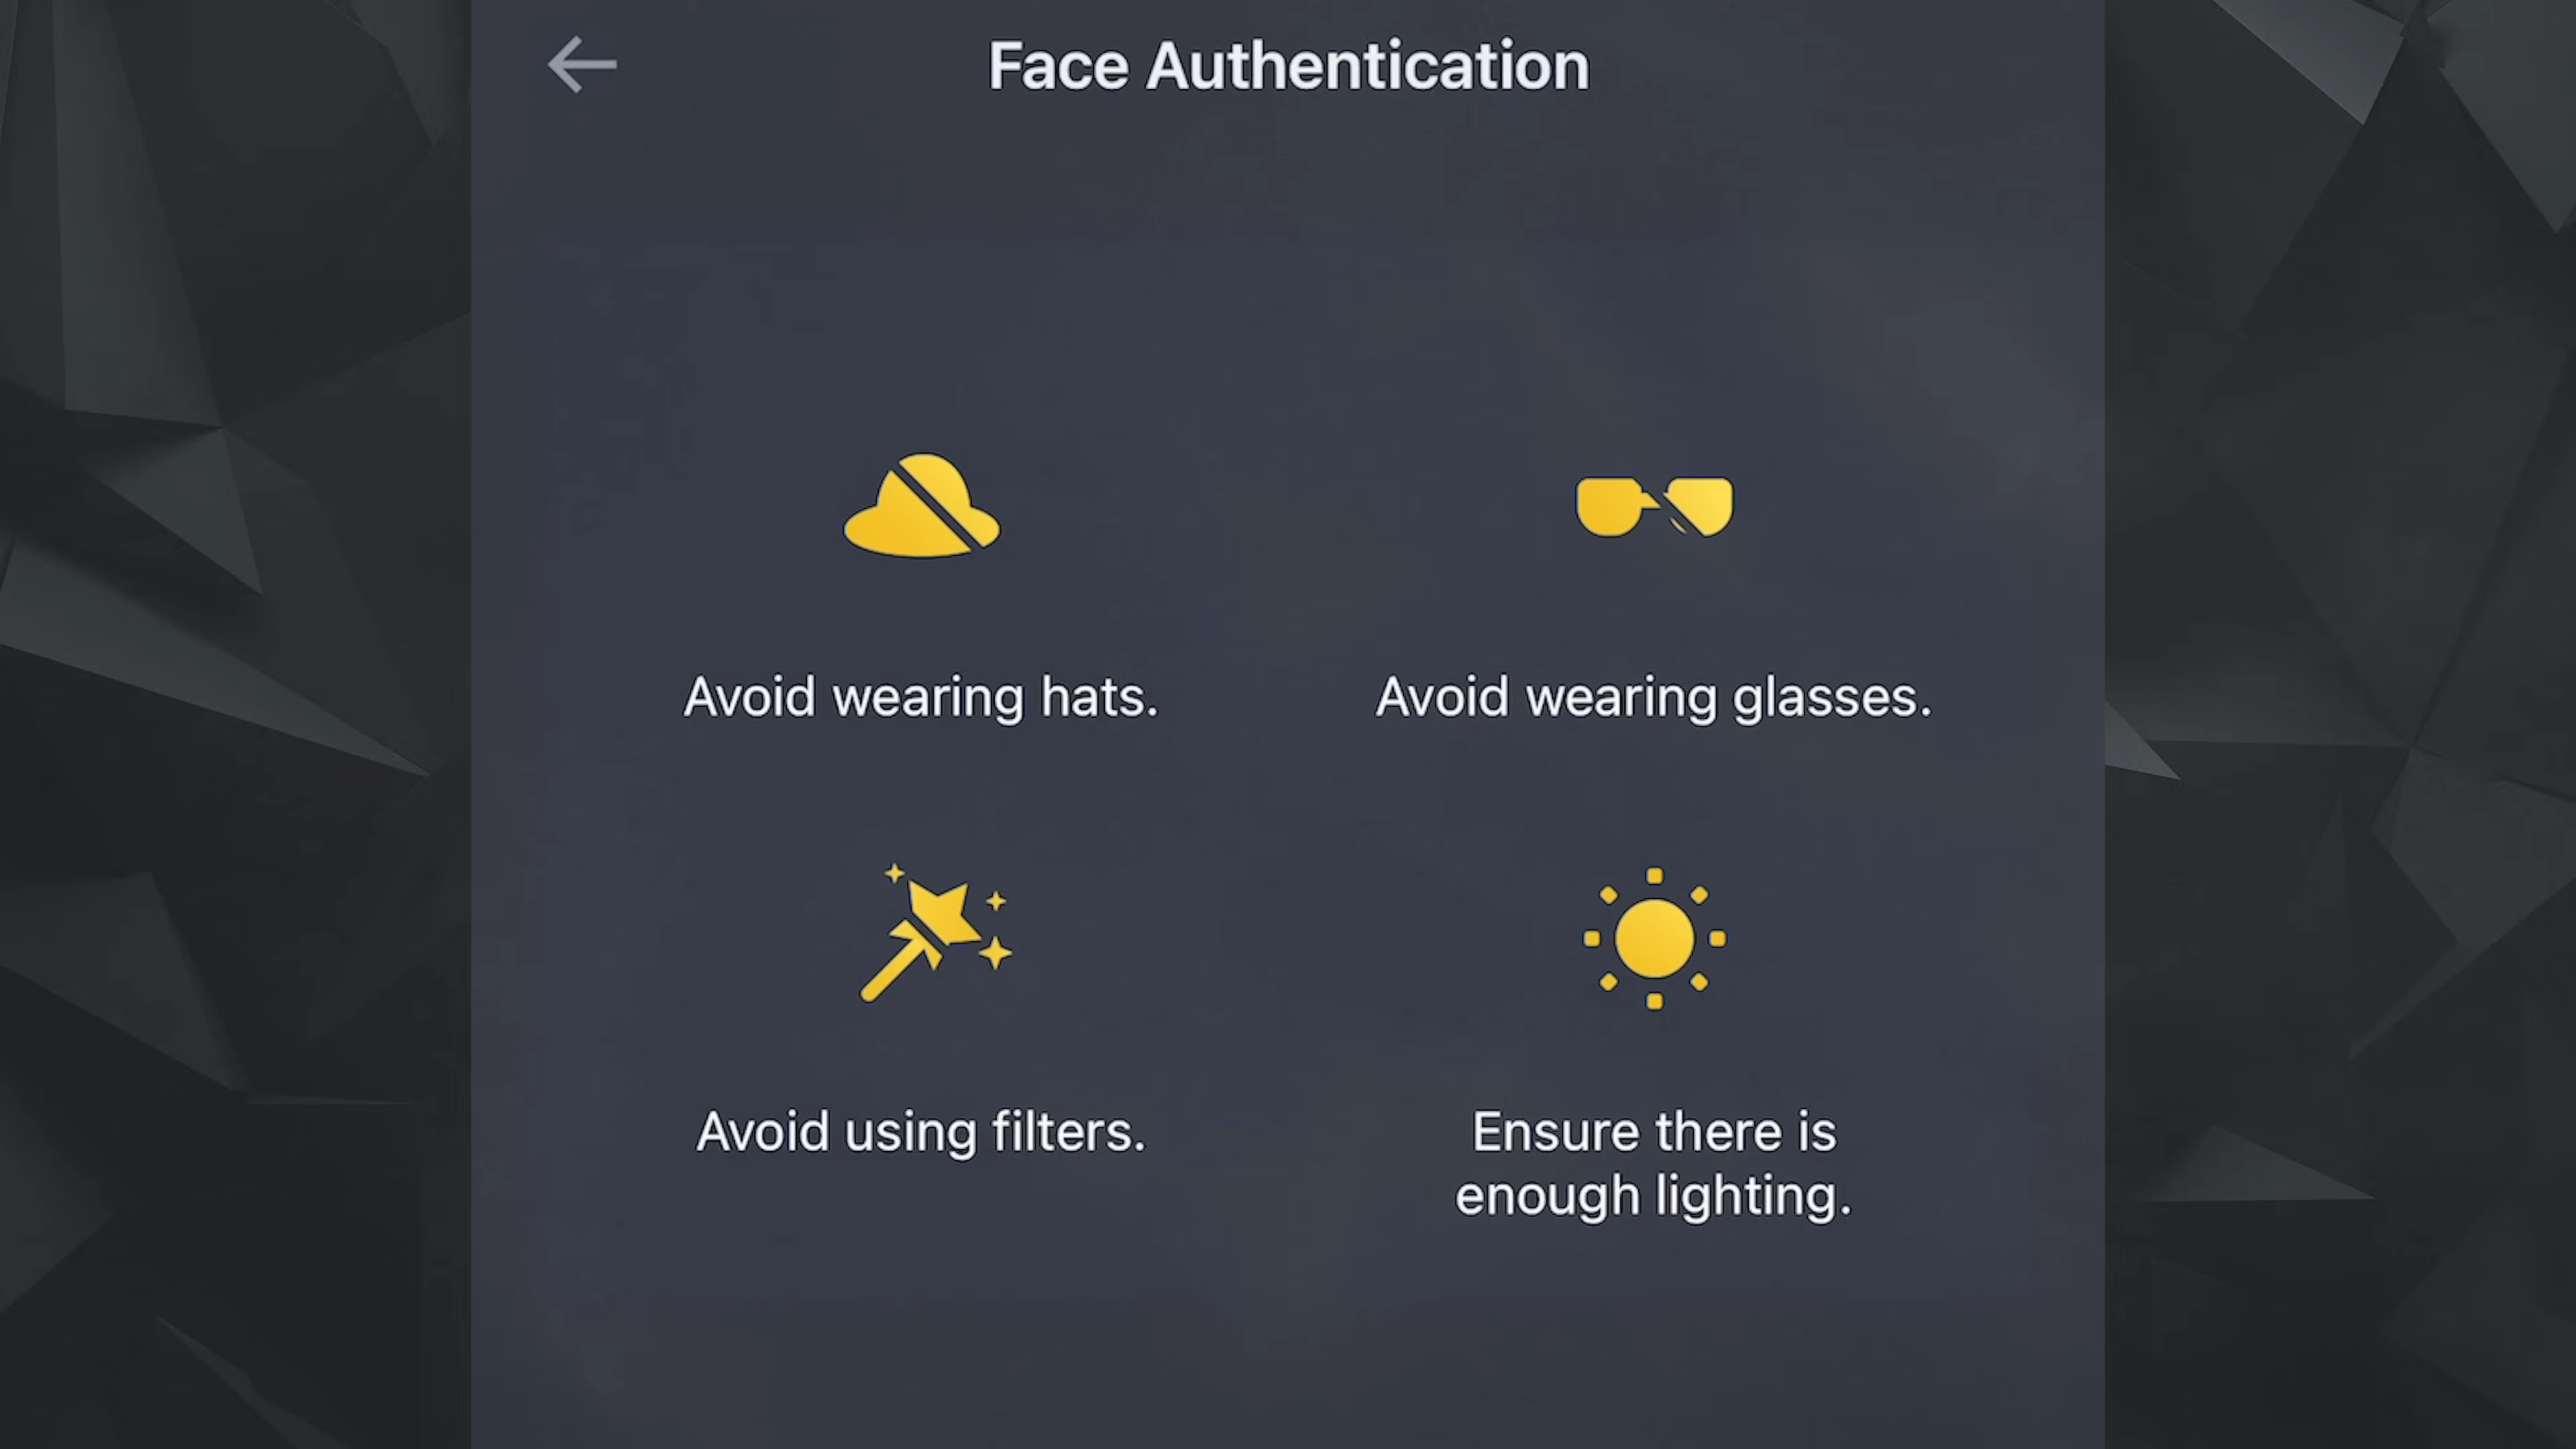 Face Authentication
Avoid wearing hats.
Avoid wearing glasses.
Avoid using filters.
Ensure there is
enough lighting.